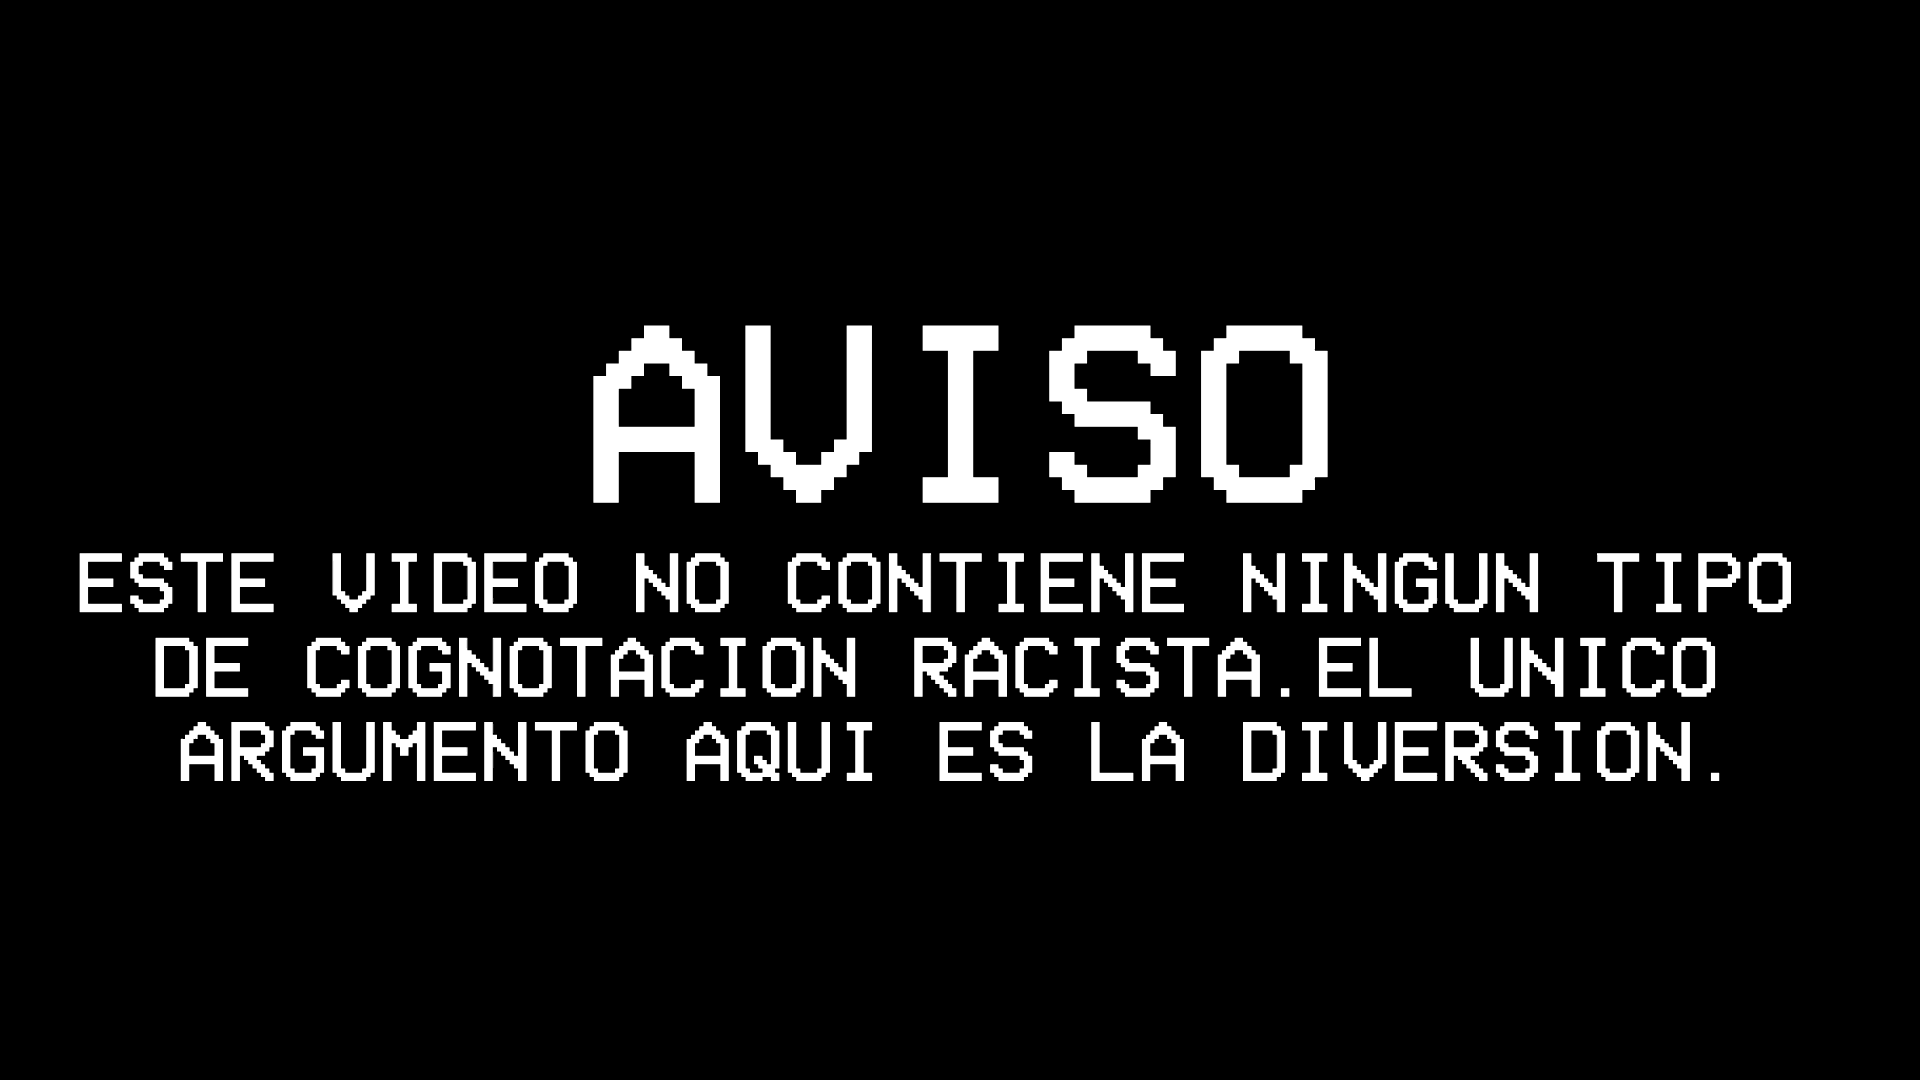 AVISO
ESTE VIDEO NO CONTIENE NINGUN TIPO
DE COGNOTACION RACISTA.EL UNICO
ARGUMENTO AQUI ES LA DIVERSION.